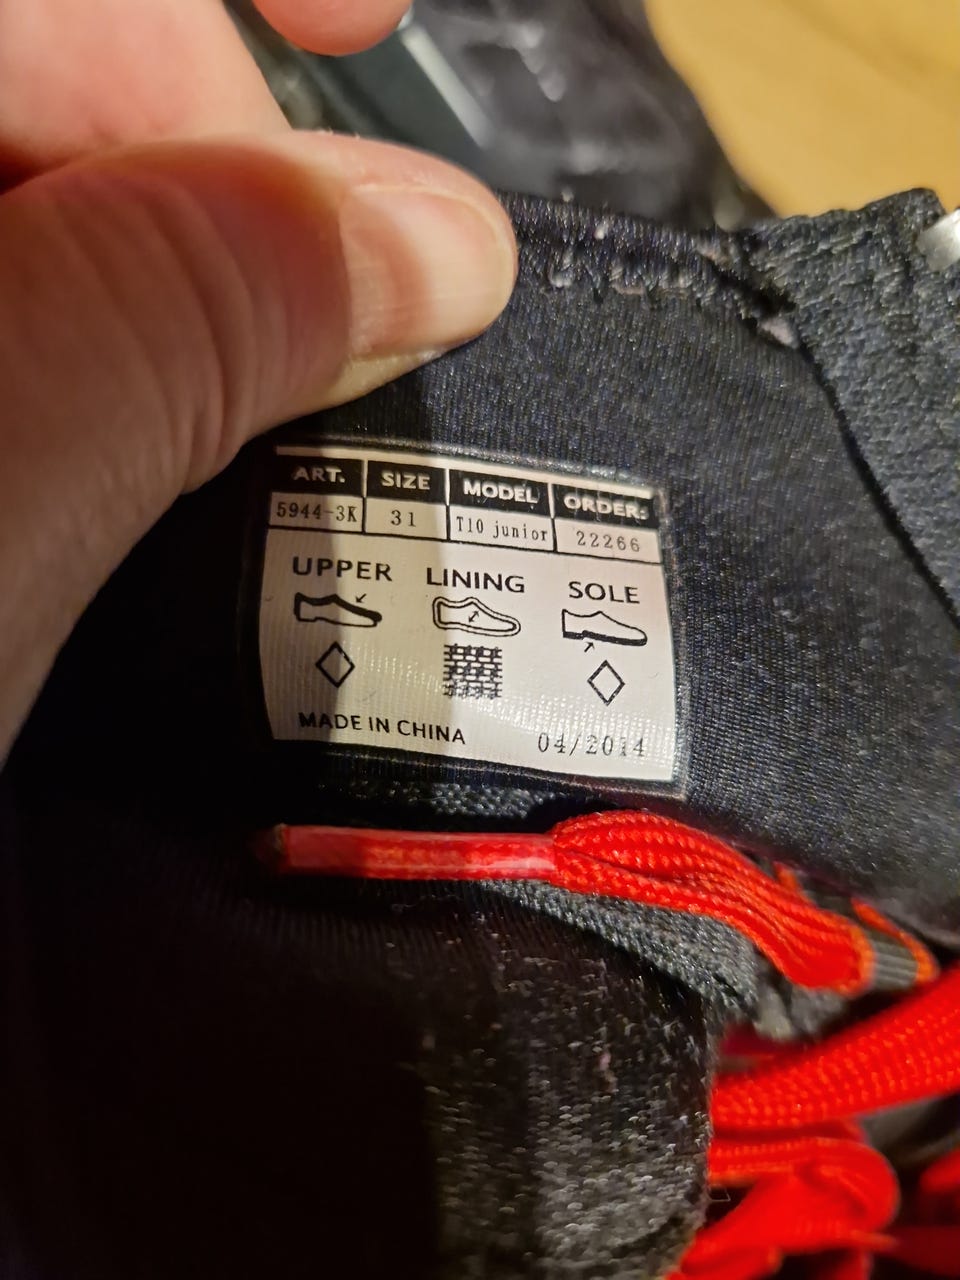 ART. SIZE MODEL ORDER:
5944-3K 31 T10 junior 22266
UPPER LINING SOLE
MADE IN CHINA 04/2014